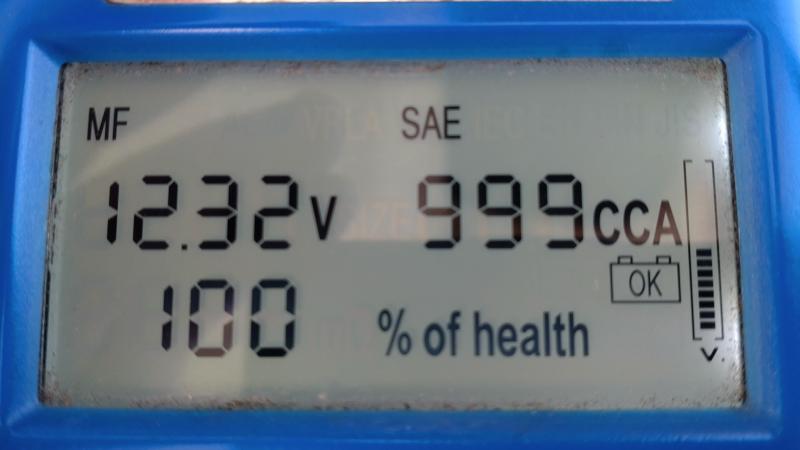 MF SAE
12.32V 999CCA
OK
100 % of health
V